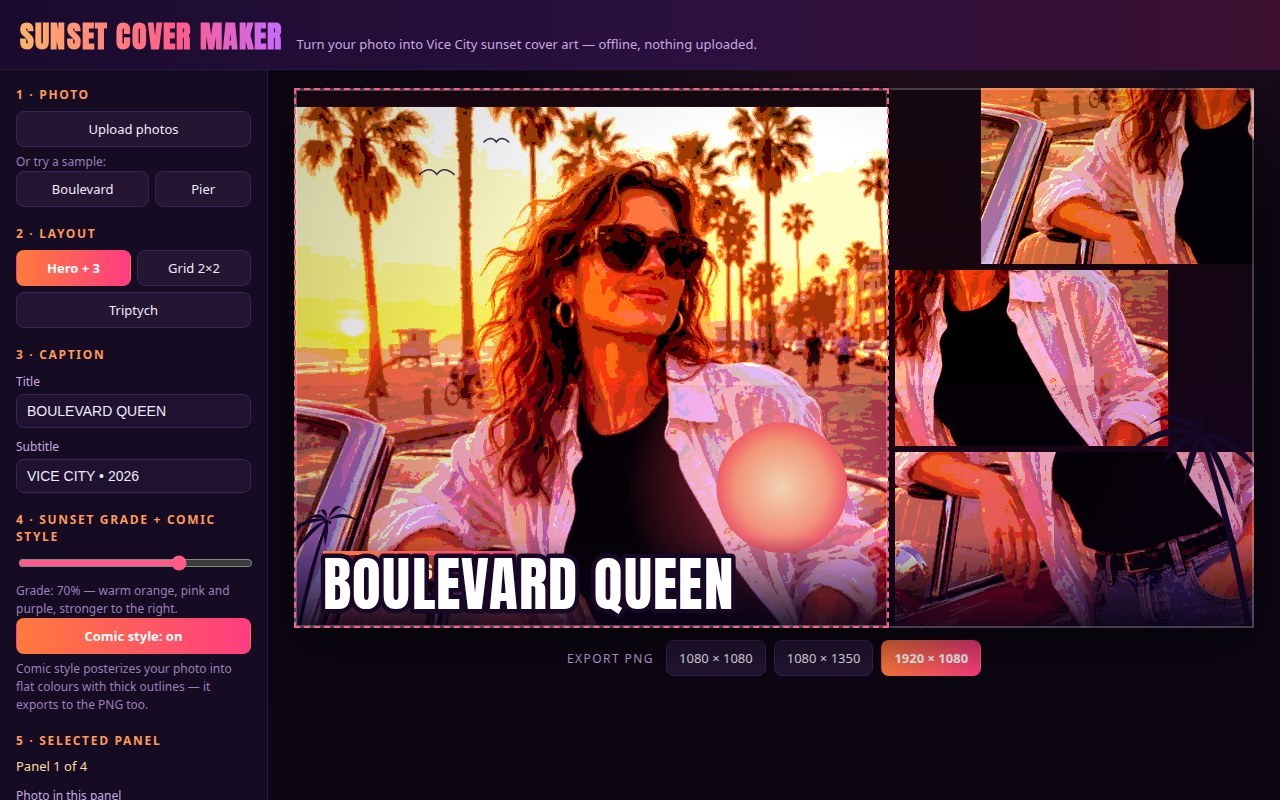 SUNSET COVER MAKER
Turn your photo into Vice City sunset cover art — offline, nothing uploaded.
1 · PHOTO
Upload photos
Or try a sample:
Boulevard
Pier
2 · LAYOUT
Hero + 3
Grid 2×2
Triptych
3 · CAPTION
Title
BOULEVARD QUEEN
Subtitle
VICE CITY • 2026
4 · SUNSET GRADE + COMIC
STYLE
Grade: 70% — warm orange, pink and
purple, stronger to the right.
Comic style: on
Comic style posterizes your photo into
flat colours with thick outlines — it
exports to the PNG too.
5 · SELECTED PANEL
Panel 1 of 4
Photo in this panel
BOULEVARD QUEEN
EXPORT PNG
1080 × 1080
1080 × 1350
1920 × 1080